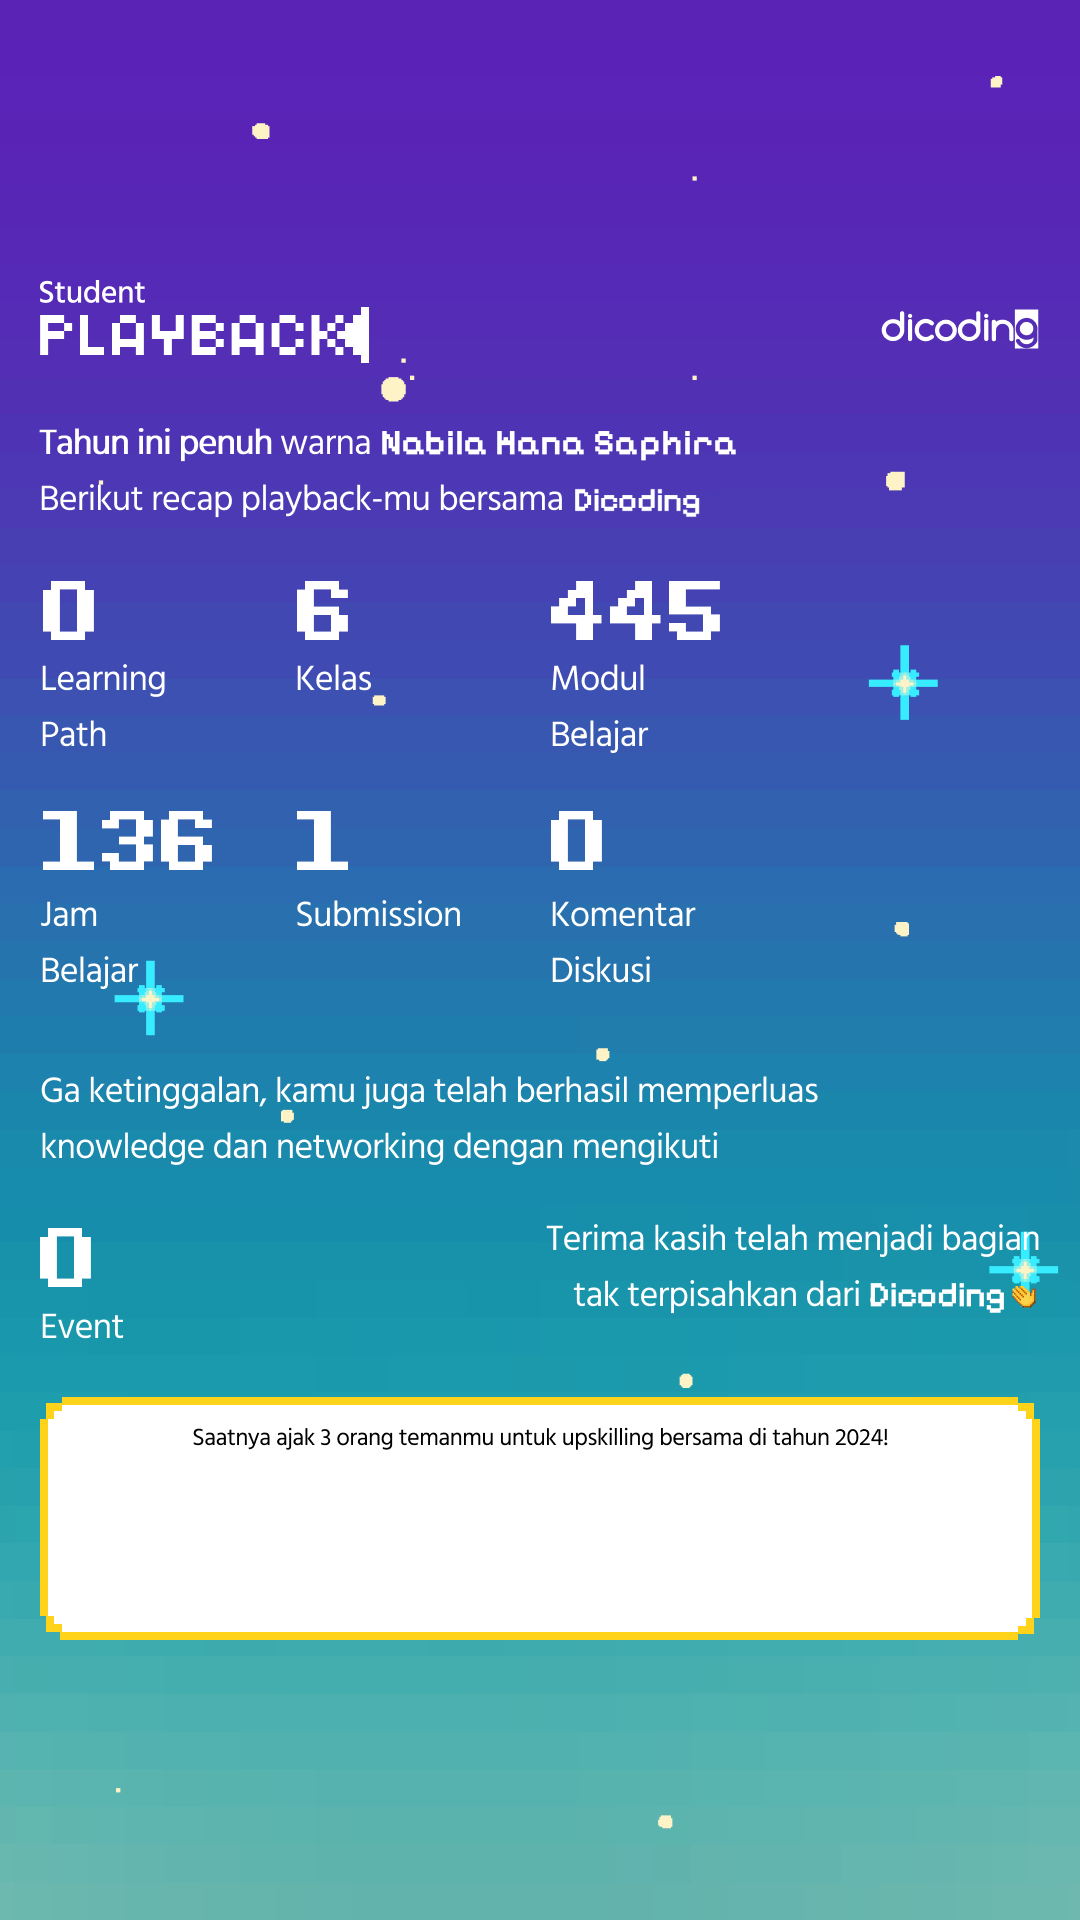 Student
PLAYBACK
dicoding
Tahun ini penuh warna Nabila Hana Saphira
Berikut recap playback-mu bersama Dicoding
0 6 445
Learning Path
Kelas
Modul Belajar
136 1 0
Jam Belajar
Submission
Komentar Diskusi
Ga ketinggalan, kamu juga telah berhasil memperluas
knowledge dan networking dengan mengikuti
0
Event
Terima kasih telah menjadi bagian
tak terpisahkan dari Dicoding👏
Saatnya ajak 3 orang temanmu untuk upskilling bersama di tahun 2024!